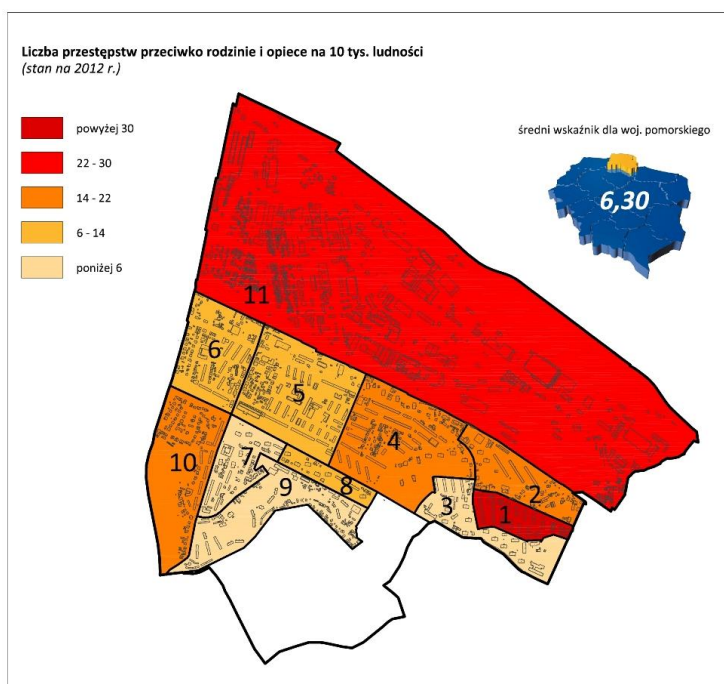 Liczba przestępstw przeciwko rodzinie i opiece na 10 tys. ludności
(stan na 2012 r.)
powyżej 30
22 - 30
14 - 22
6 - 14
poniżej 6
średni wskaźnik dla woj. pomorskiego
6,30
11
6
5
4
10
7
9
8
2
3
1